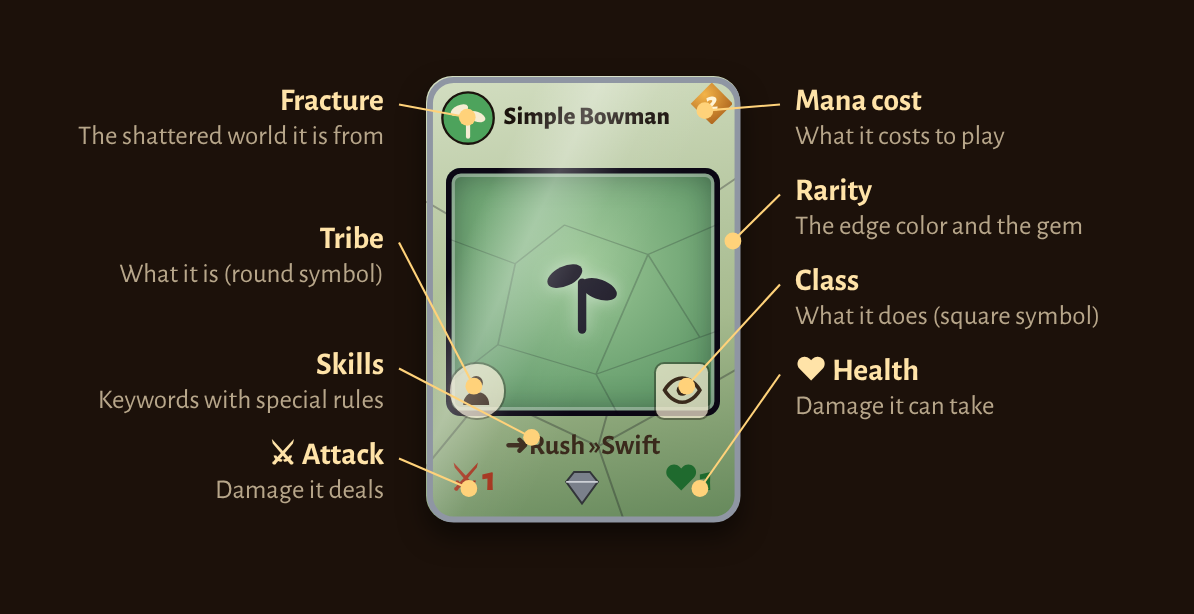 Fracture
The shattered world it is from
Tribe
What it is (round symbol)
Skills
Keywords with special rules
Attack
Damage it deals
Simple Bowman
Rush Swift
1
Mana cost
What it costs to play
Rarity
The edge color and the gem
Class
What it does (square symbol)
Health
Damage it can take